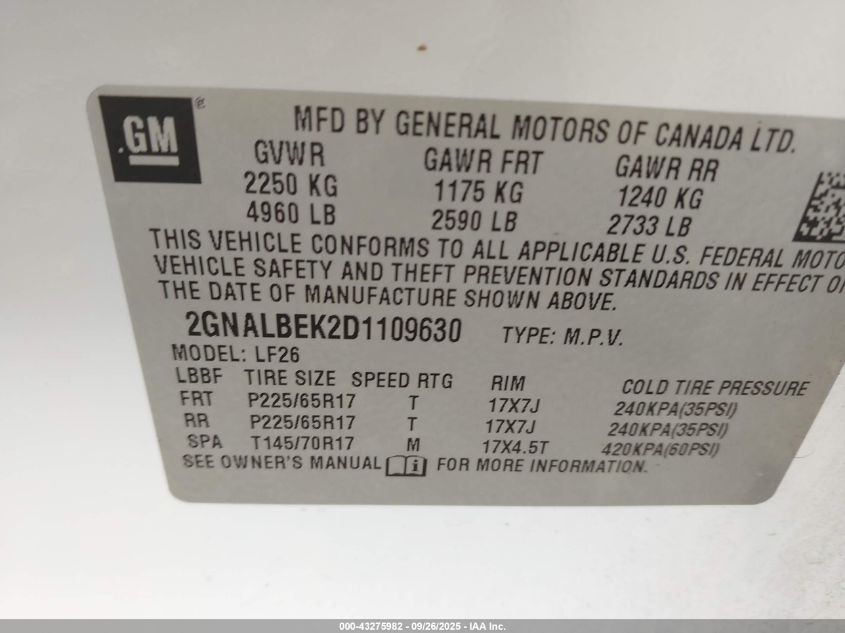 GM ®
MFD BY GENERAL MOTORS OF CANADA LTD.
GVWR GAWR FRT GAWR RR
2250 KG 1175 KG 1240 KG
4960 LB 2590 LB 2733 LB
THIS VEHICLE CONFORMS TO ALL APPLICABLE U.S. FEDERAL
VEHICLE SAFETY AND THEFT PREVENTION STANDARDS IN EFFECT
THE DATE OF MANUFACTURE SHOWN ABOVE.
2GNALBEK2D1109630 TYPE: M.P.V.
MODEL: LF26
LBBF TIRE SIZE SPEED RTG RIM COLD TIRE PRESSURE
FRT P225/65R17 T 17X7J 240KPA(35PSI)
RR P225/65R17 T 17X7J 240KPA(35PSI)
SPA T145/70R17 M 17X4.5T 420KPA(60PSI)
SEE OWNER'S MANUAL FOR MORE INFORMATION.
000-43275982 - 09/26/2025 - IAA Inc.